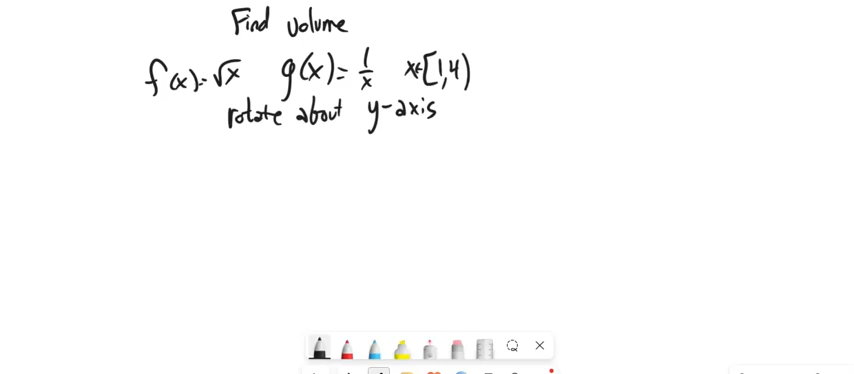 Find volume
f(x)=√x g(x)=1/x x∈[1,4)
rotate about y-axis